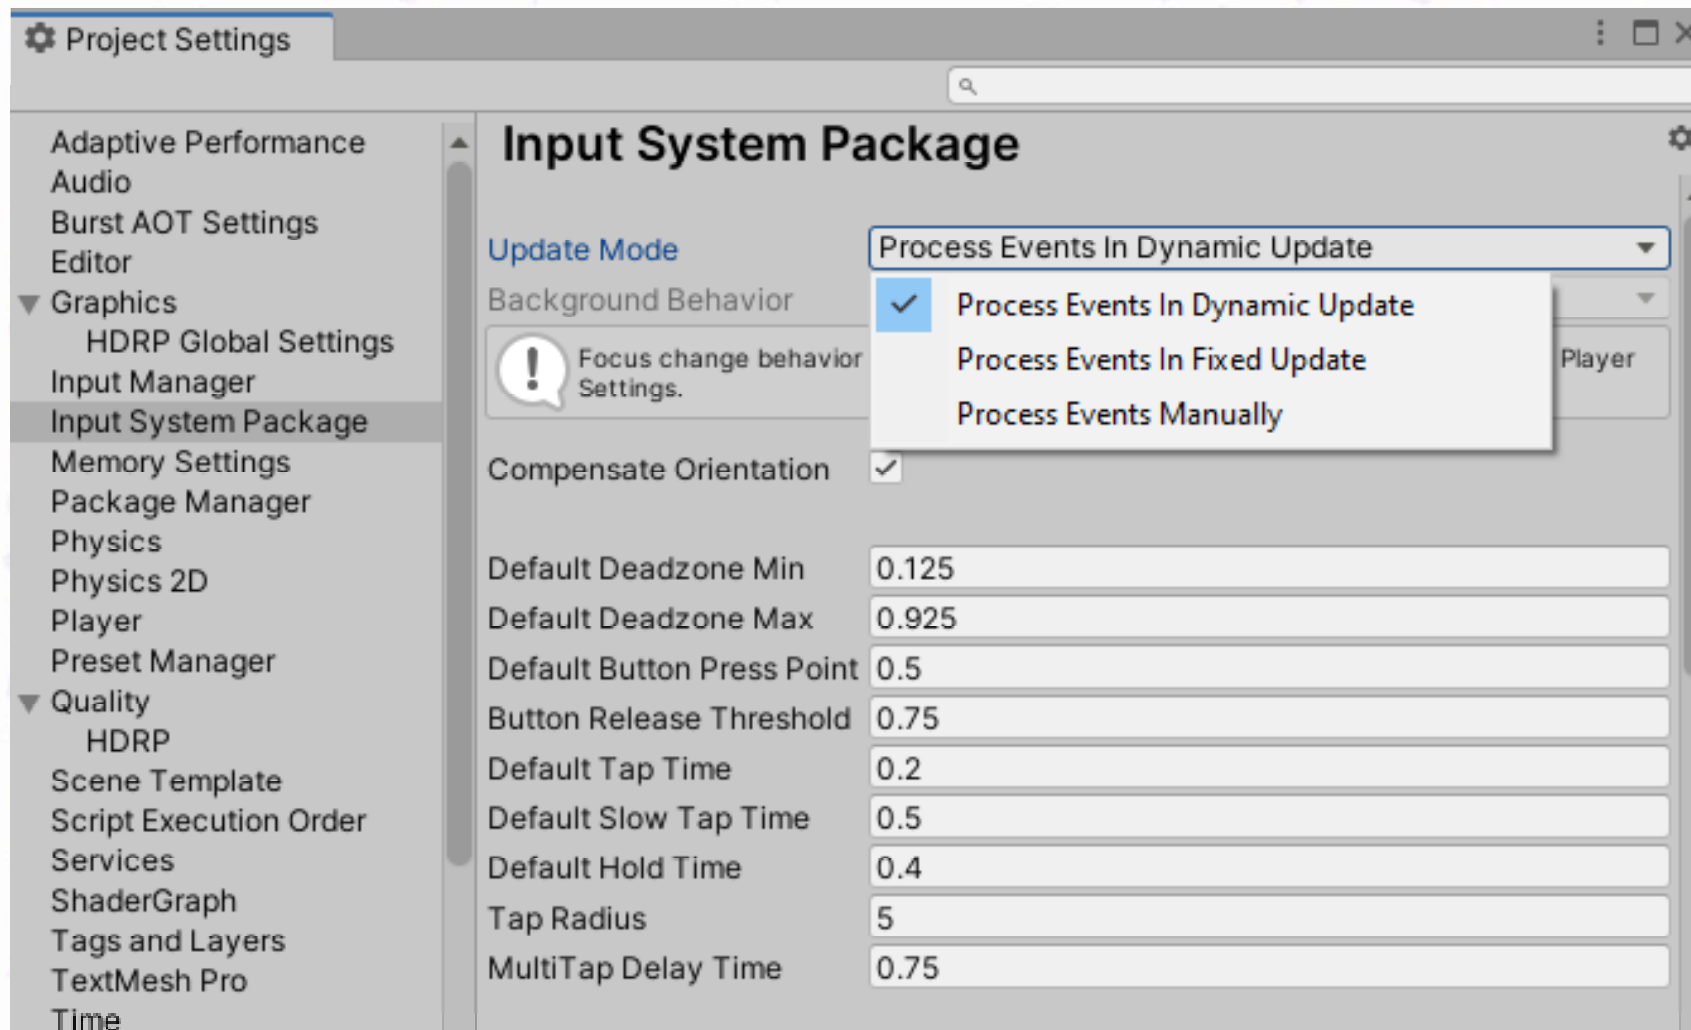 Project Settings
Adaptive Performance
Audio
Burst AOT Settings
Editor
Graphics
HDRP Global Settings
Input Manager
Input System Package
Memory Settings
Package Manager
Physics
Physics 2D
Player
Preset Manager
Quality
HDRP
Scene Template
Script Execution Order
Services
ShaderGraph
Tags and Layers
TextMesh Pro
Time
Input System Package
Update Mode Process Events In Dynamic Update
Background Behavior
Process Events In Dynamic Update
Process Events In Fixed Update
Process Events Manually
Focus change behavior Player
Settings.
Compensate Orientation
Default Deadzone Min 0.125
Default Deadzone Max 0.925
Default Button Press Point 0.5
Button Release Threshold 0.75
Default Tap Time 0.2
Default Slow Tap Time 0.5
Default Hold Time 0.4
Tap Radius 5
MultiTap Delay Time 0.75